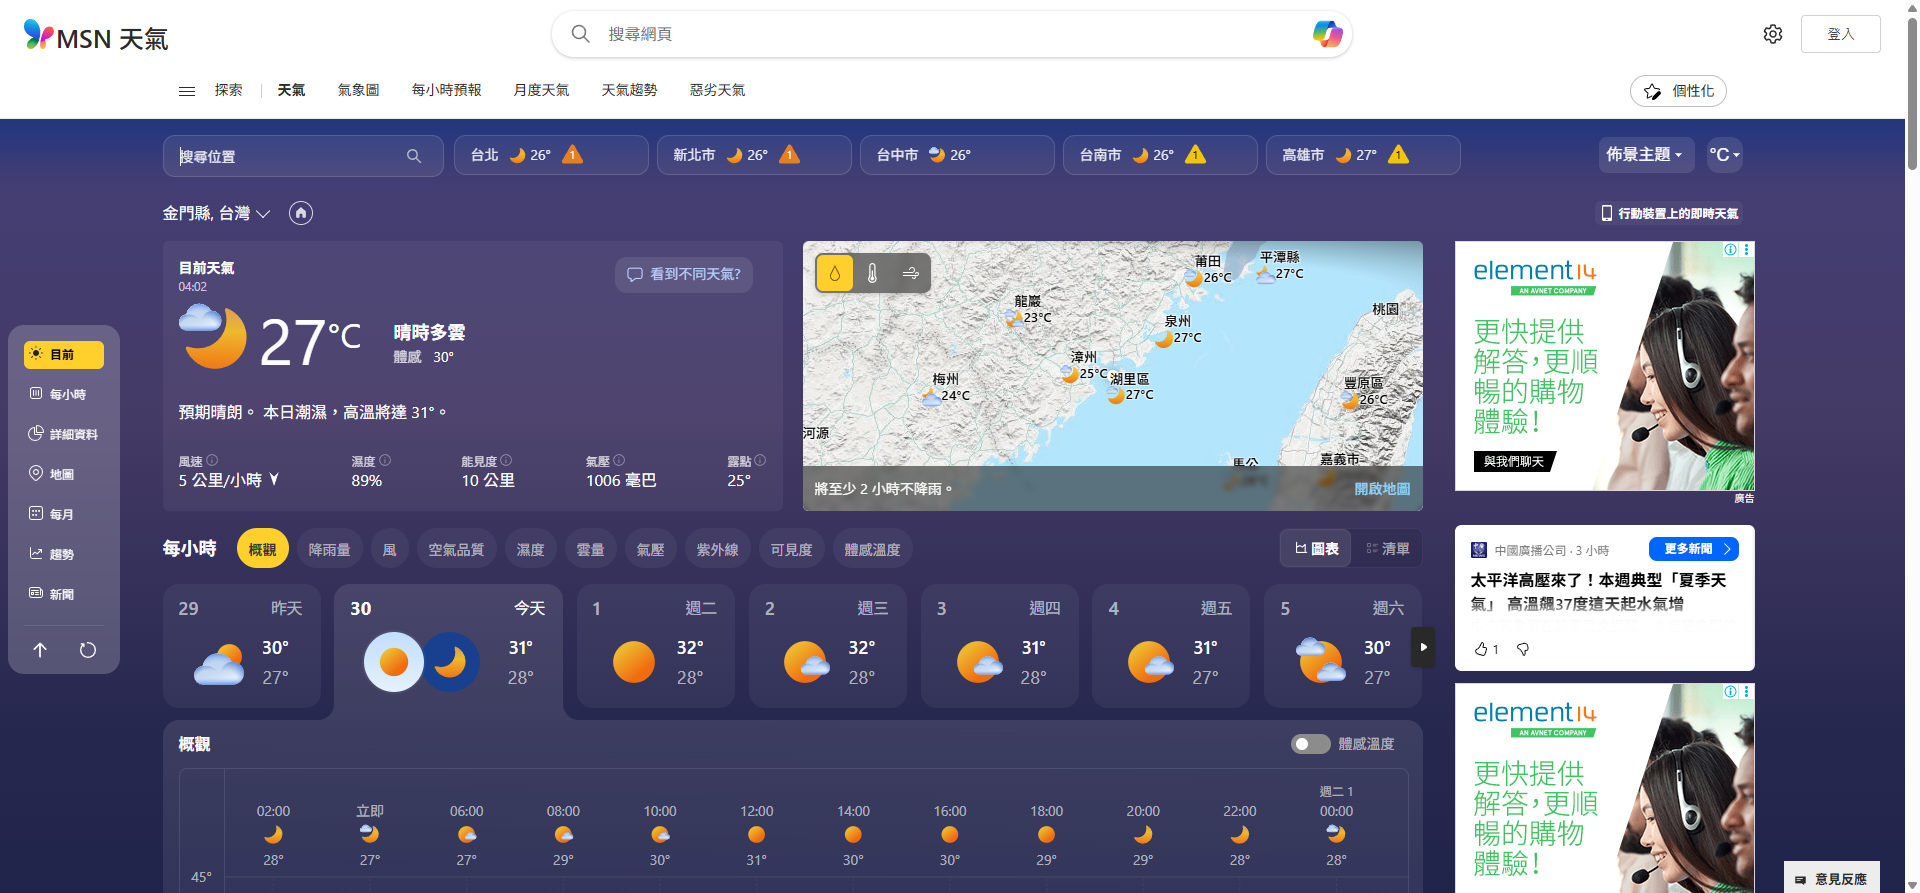 MSN 天氣
搜尋網頁
登入
探索
天氣
氣象圖
每小時預報
月度天氣
天氣趨勢
惡劣天氣
個性化
搜尋位置
台北 26° 1
新北市 26° 1
台中市 26°
台南市 26° 1
高雄市 27° 1
佈景主題
°C
金門縣, 台灣
行動裝置上的即時天氣
目前天氣
04:02
看到不同天氣?
27°C
晴時多雲
體感 30°
預期晴朗。 本日潮濕，高溫將達 31°。
風速
5 公里/小時
濕度
89%
能見度
10 公里
氣壓
1006 毫巴
露點
25°
莆田
26°C
平潭縣
27°C
龍巖
23°C
桃園
泉州
27°C
漳州
25°C
湖里區
27°C
梅州
24°C
豐原區
26°C
河源
馬公
嘉義市
將至少 2 小時不降雨。
開啟地圖
目前
每小時
詳細資料
地圖
每月
趨勢
新聞
每小時
概觀
降雨量
風
空氣品質
濕度
雲量
氣壓
紫外線
可見度
體感溫度
圖表
清單
29 昨天
30°
27°
30 今天
31°
28°
1 週二
32°
28°
2 週三
32°
28°
3 週四
31°
28°
4 週五
31°
27°
5 週六
30°
27°
概觀
體感溫度
週二 1
02:00 立即 06:00 08:00 10:00 12:00 14:00 16:00 18:00 20:00 22:00 00:00
28° 27° 27° 29° 30° 31° 30° 30° 29° 29° 28° 28°
45°
element14
AN AVNET COMPANY
更快提供
解答，更順
暢的購物
體驗！
與我們聊天
廣告
中國廣播公司 · 3 小時
更多新聞
太平洋高壓來了！本週典型「夏季天
氣」 高溫飆37度這天起水氣增
1
element14
AN AVNET COMPANY
更快提供
解答，更順
暢的購物
體驗！
意見反應